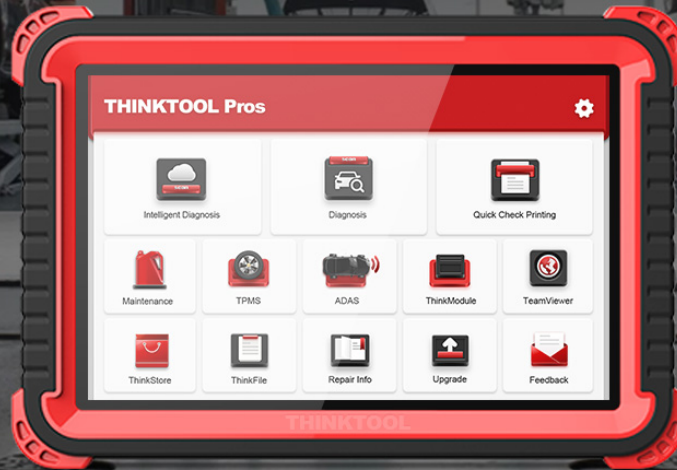 THINKTOOL Pros
Intelligent Diagnosis
Diagnosis
Quick Check Printing
Maintenance
TPMS
ADAS
ThinkModule
TeamViewer
ThinkStore
ThinkFile
Repair Info
Upgrade
Feedback
THINKTOOL